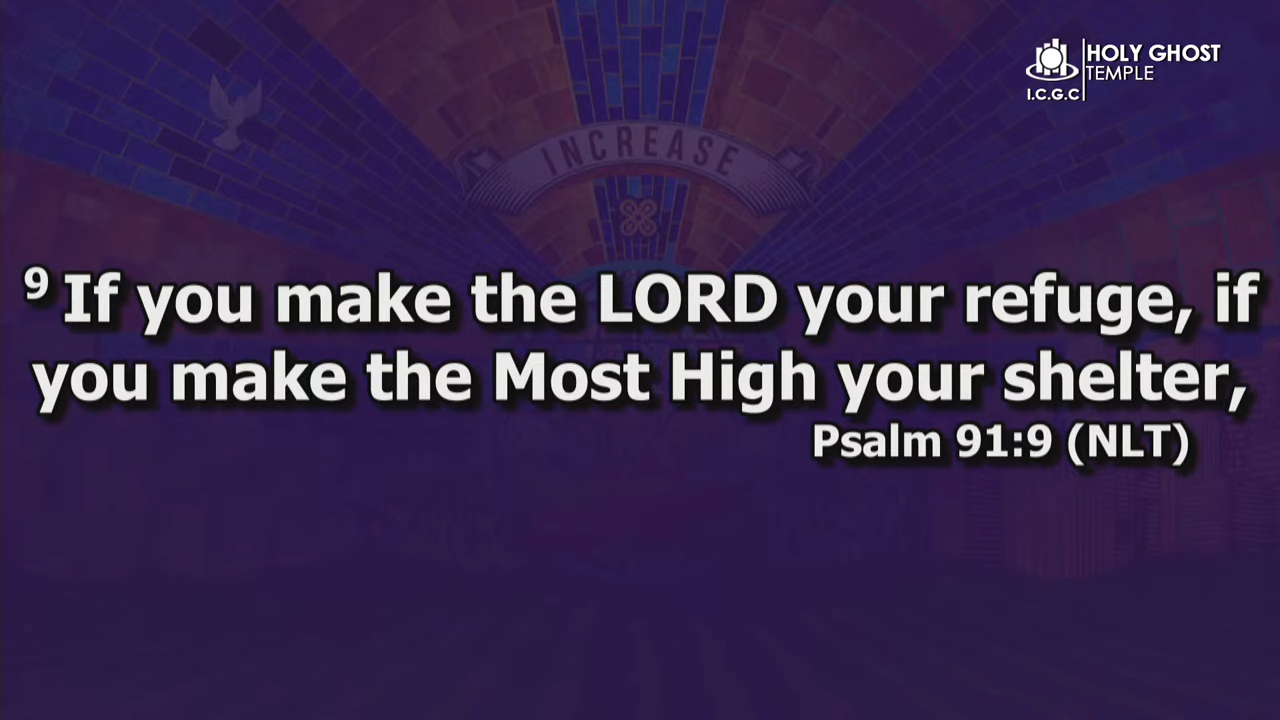 HOLY GHOST
TEMPLE
I.C.G.C
INCREASE
9 If you make the LORD your refuge, if
you make the Most High your shelter,
Psalm 91:9 (NLT)